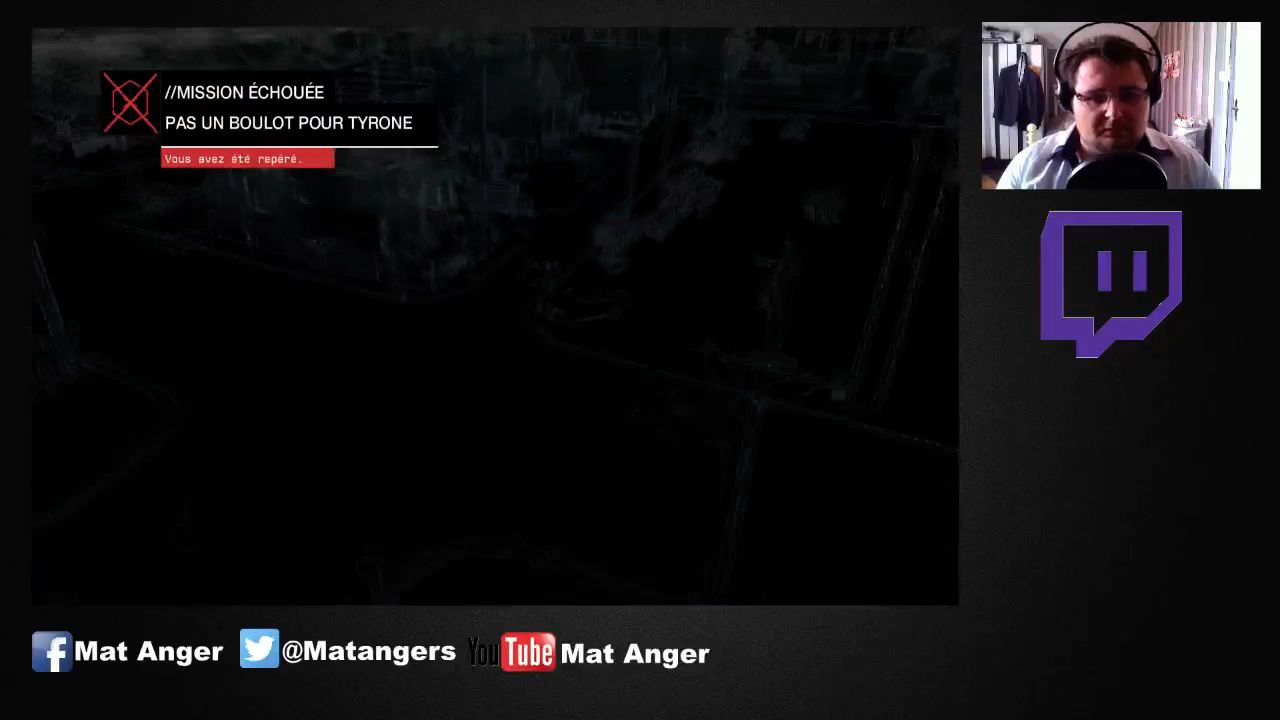 //MISSION ÉCHOUÉE
PAS UN BOULOT POUR TYRONE
Vous avez été repéré.
f Mat Anger @Matangers YouTube Mat Anger